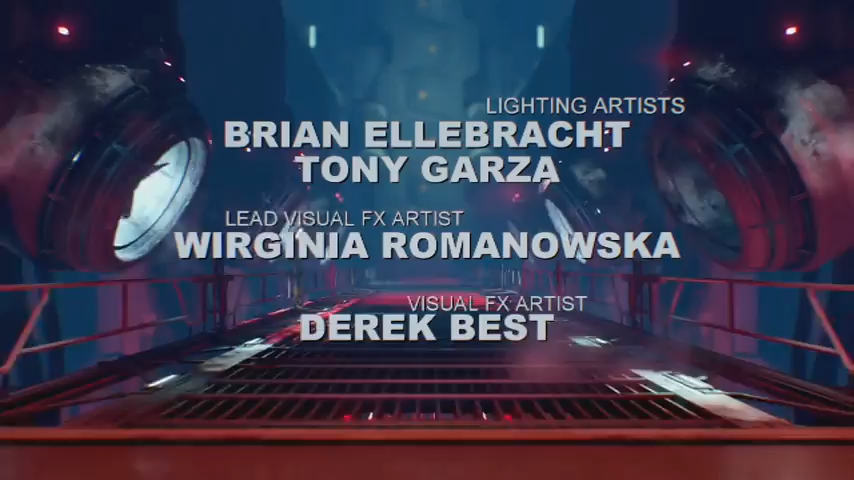 LIGHTING ARTISTS
BRIAN ELLEBRACHT
TONY GARZA
LEAD VISUAL FX ARTIST
WIRGINIA ROMANOWSKA
VISUAL FX ARTIST
DEREK BEST